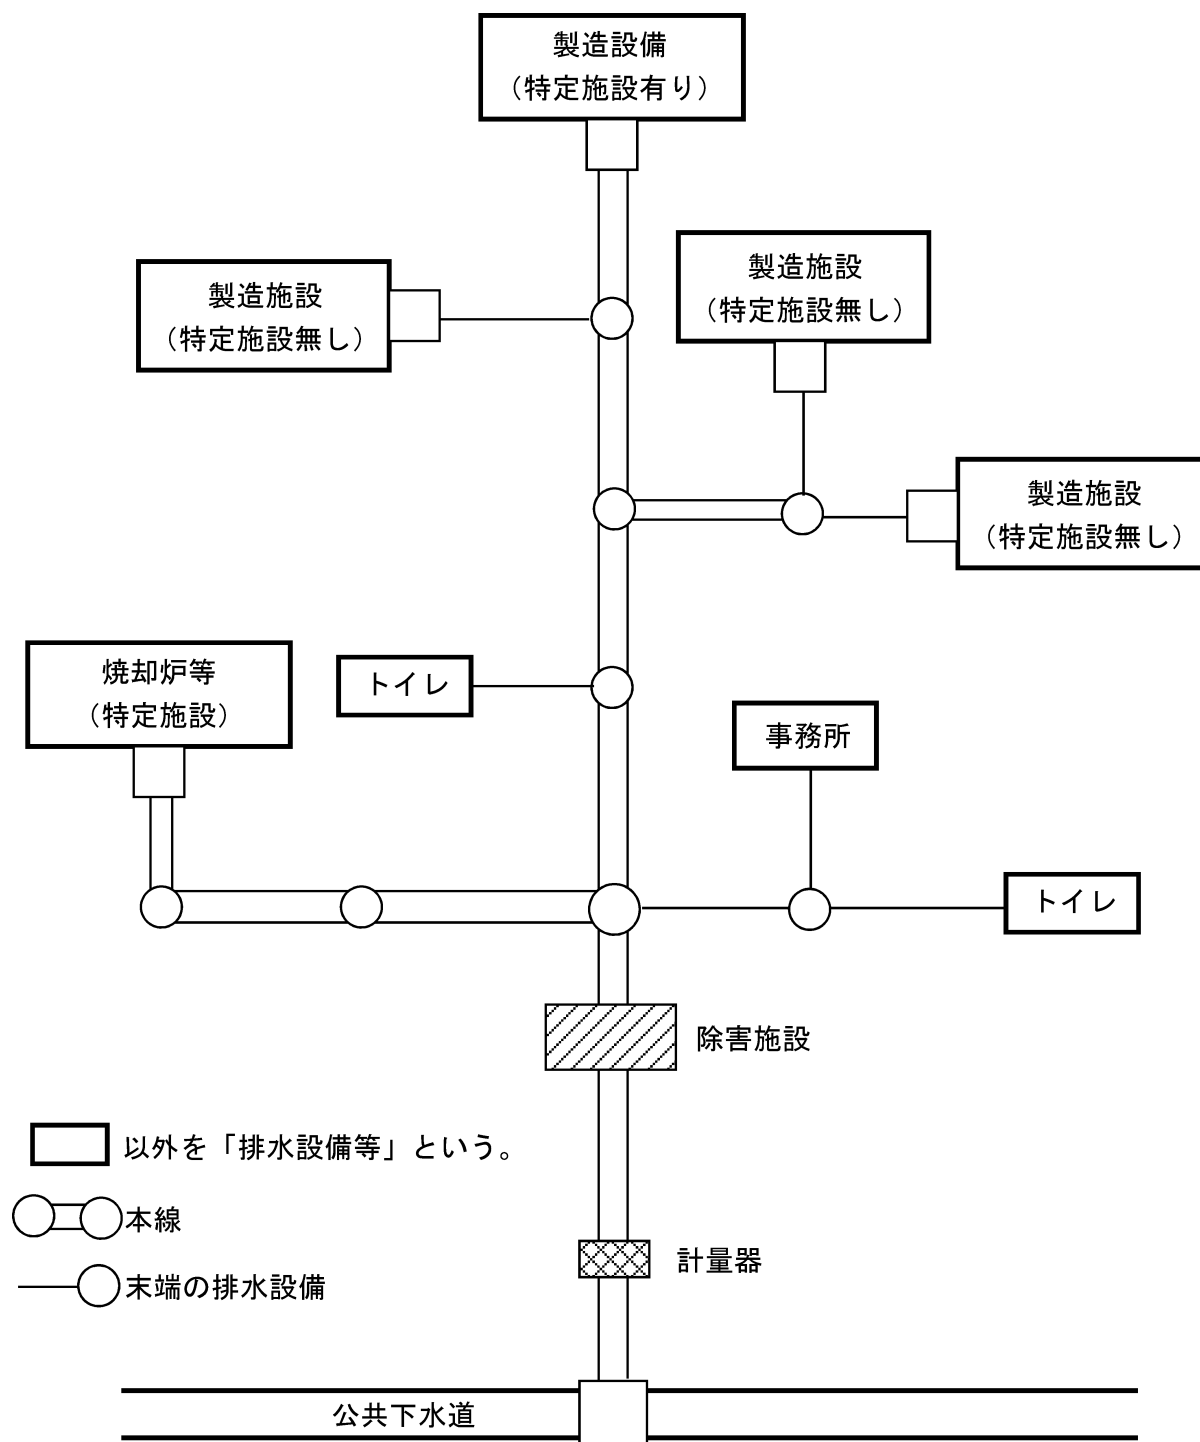 製造設備
（特定施設有り）
製造施設
（特定施設無し）
製造施設
（特定施設無し）
製造施設
（特定施設無し）
焼却炉等
（特定施設）
トイレ
事務所
トイレ
除害施設
以外を「排水設備等」という。
本線
計量器
末端の排水設備
公共下水道